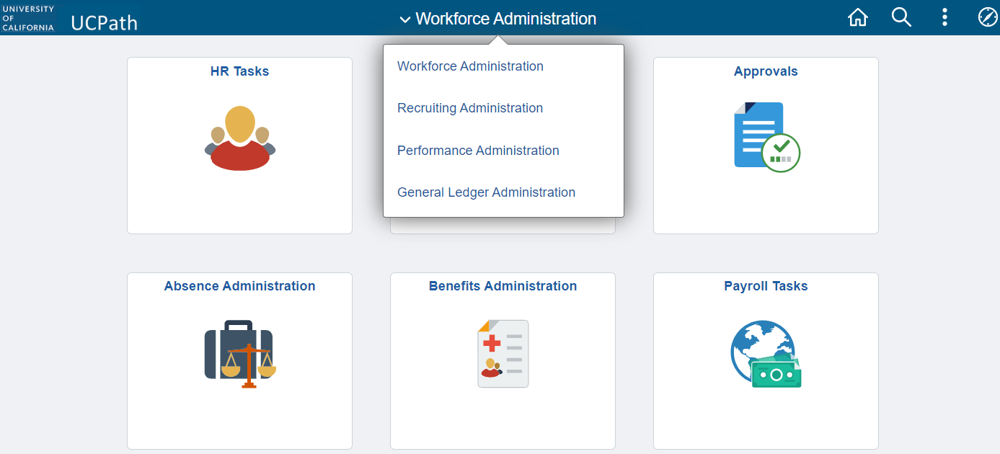 UNIVERSITY
OF
CALIFORNIA
UCPath
Workforce Administration
Workforce Administration
Recruiting Administration
Performance Administration
General Ledger Administration
HR Tasks
Approvals
Absence Administration
Benefits Administration
Payroll Tasks